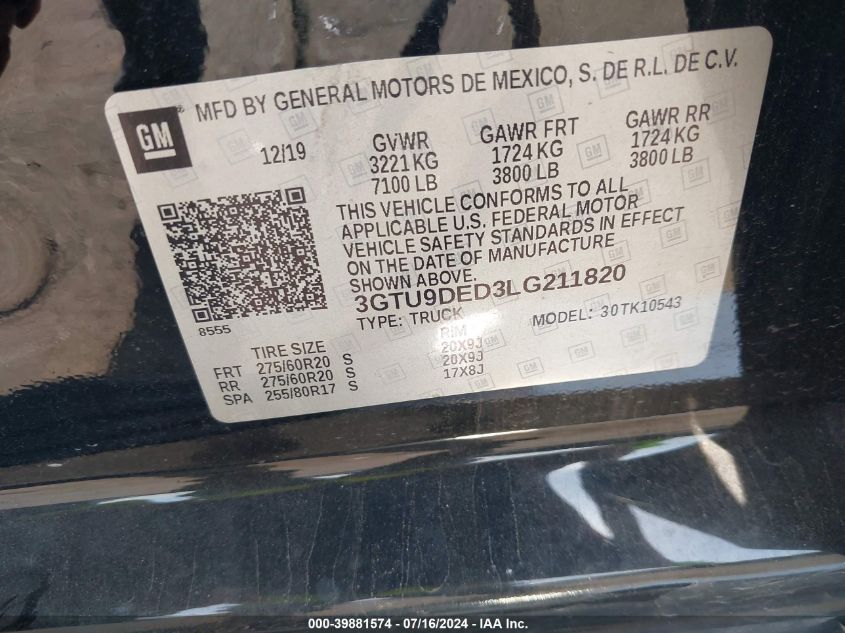 MFD BY GENERAL MOTORS DE MEXICO, S. DE R.L. DE C.V.
GM
12/19
GVWR GAWR FRT GAWR RR
3221 KG 1724 KG 1724 KG
7100 LB 3800 LB 3800 LB
THIS VEHICLE CONFORMS TO ALL
APPLICABLE U.S. FEDERAL MOTOR
VEHICLE SAFETY STANDARDS IN EFFECT
ON THE DATE OF MANUFACTURE
SHOWN ABOVE.
3GTU9DED3LG211820
8555
TYPE: TRUCK MODEL: 30TK10543
TIRE SIZE RIM
FRT 275/60R20 S 20X9J
RR 275/60R20 S 20X9J
SPA 255/80R17 S 17X8J
000-39881574 - 07/16/2024 - IAA Inc.